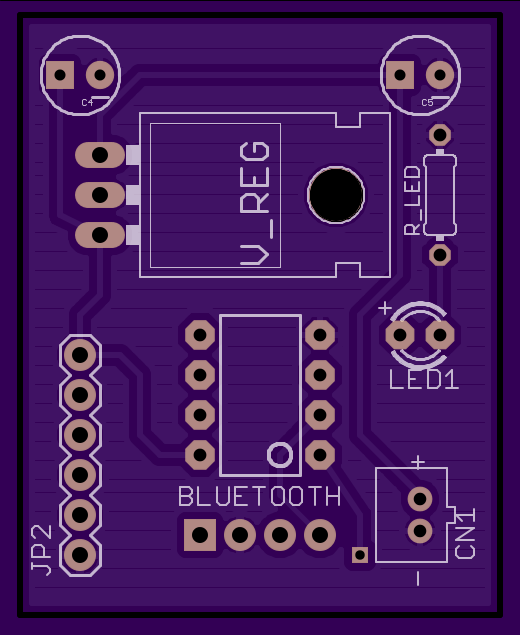 C4
C5
V_REG
R_LED
+
LED1
BLUETOOTH
+
CN1
-
JP2